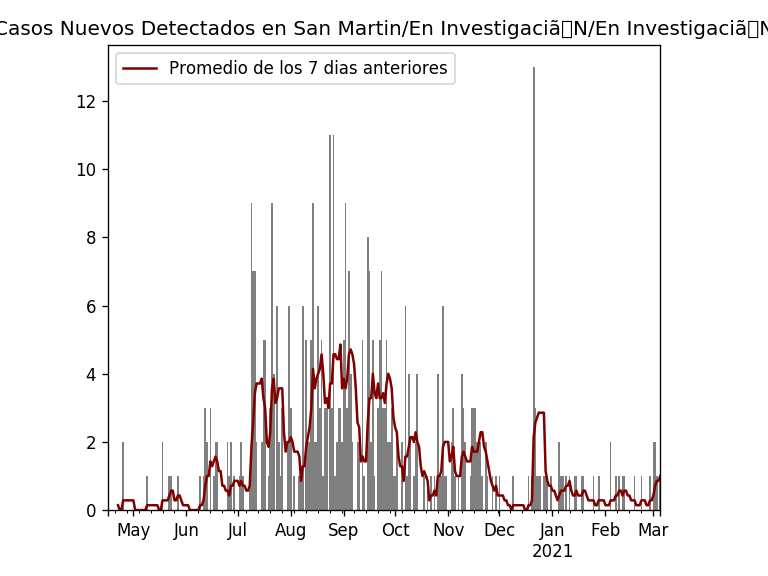 Casos Nuevos Detectados en San Martin/En Investigaciã▯N/En Investigaciã▯N
Promedio de los 7 dias anteriores
12
10
8
6
4
2
0
May Jun Jul Aug Sep Oct Nov Dec Jan Feb Mar
2021